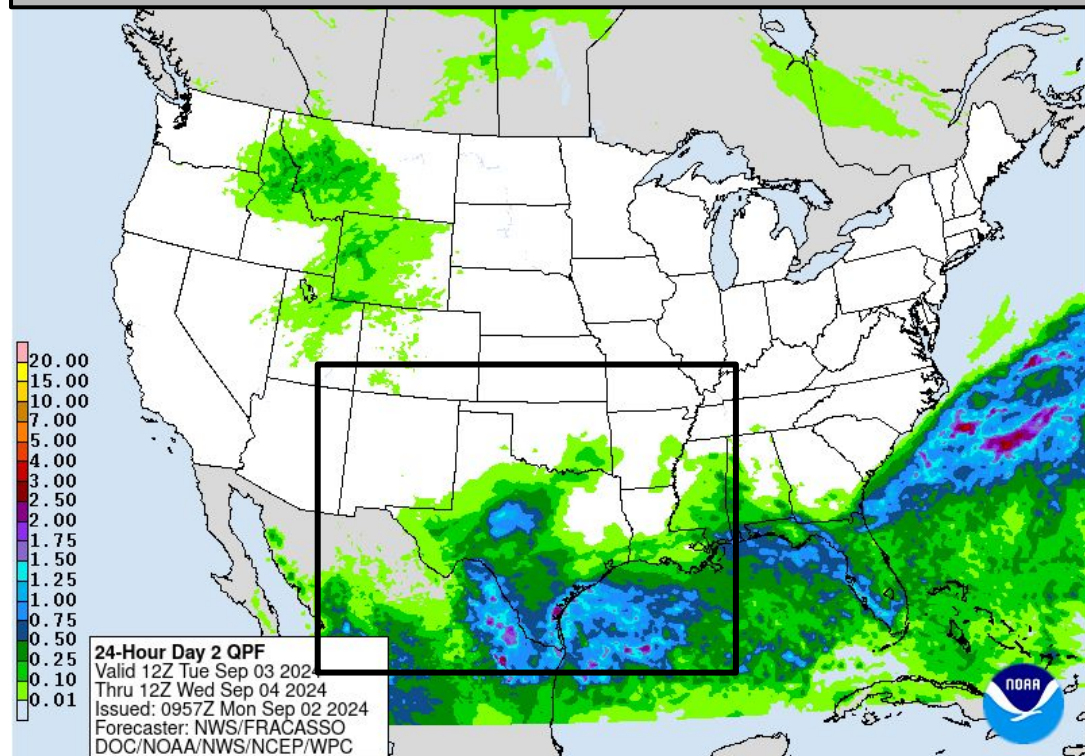 20.00
15.00
10.00
7.00
5.00
4.00
3.00
2.50
2.00
1.75
1.50
1.25
1.00
0.75
0.50
0.25
0.10
0.01
24-Hour Day 2 QPF
Valid 12Z Tue Sep 03 2024
Thru 12Z Wed Sep 04 2024
Issued: 0957Z Mon Sep 02 2024
Forecaster: NWS/FRACASSO
DOC/NOAA/NWS/NCEP/WPC
NOAA